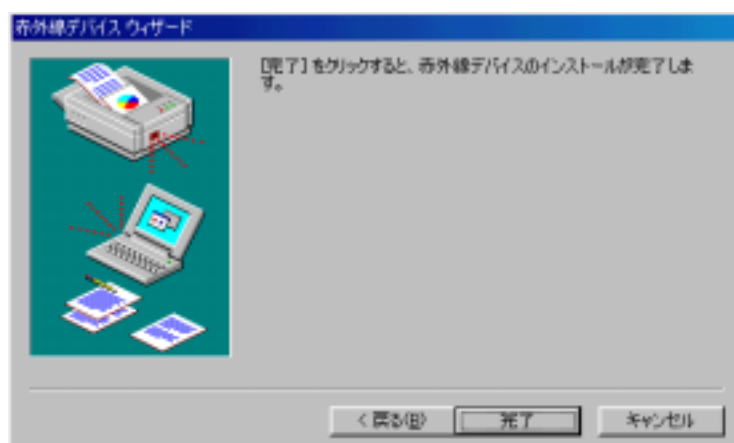 赤外線デバイス ウィザード
[完了] をクリックすると、赤外線デバイスのインストールが完了しま
す。
< 戻る(B)
完了
キャンセル